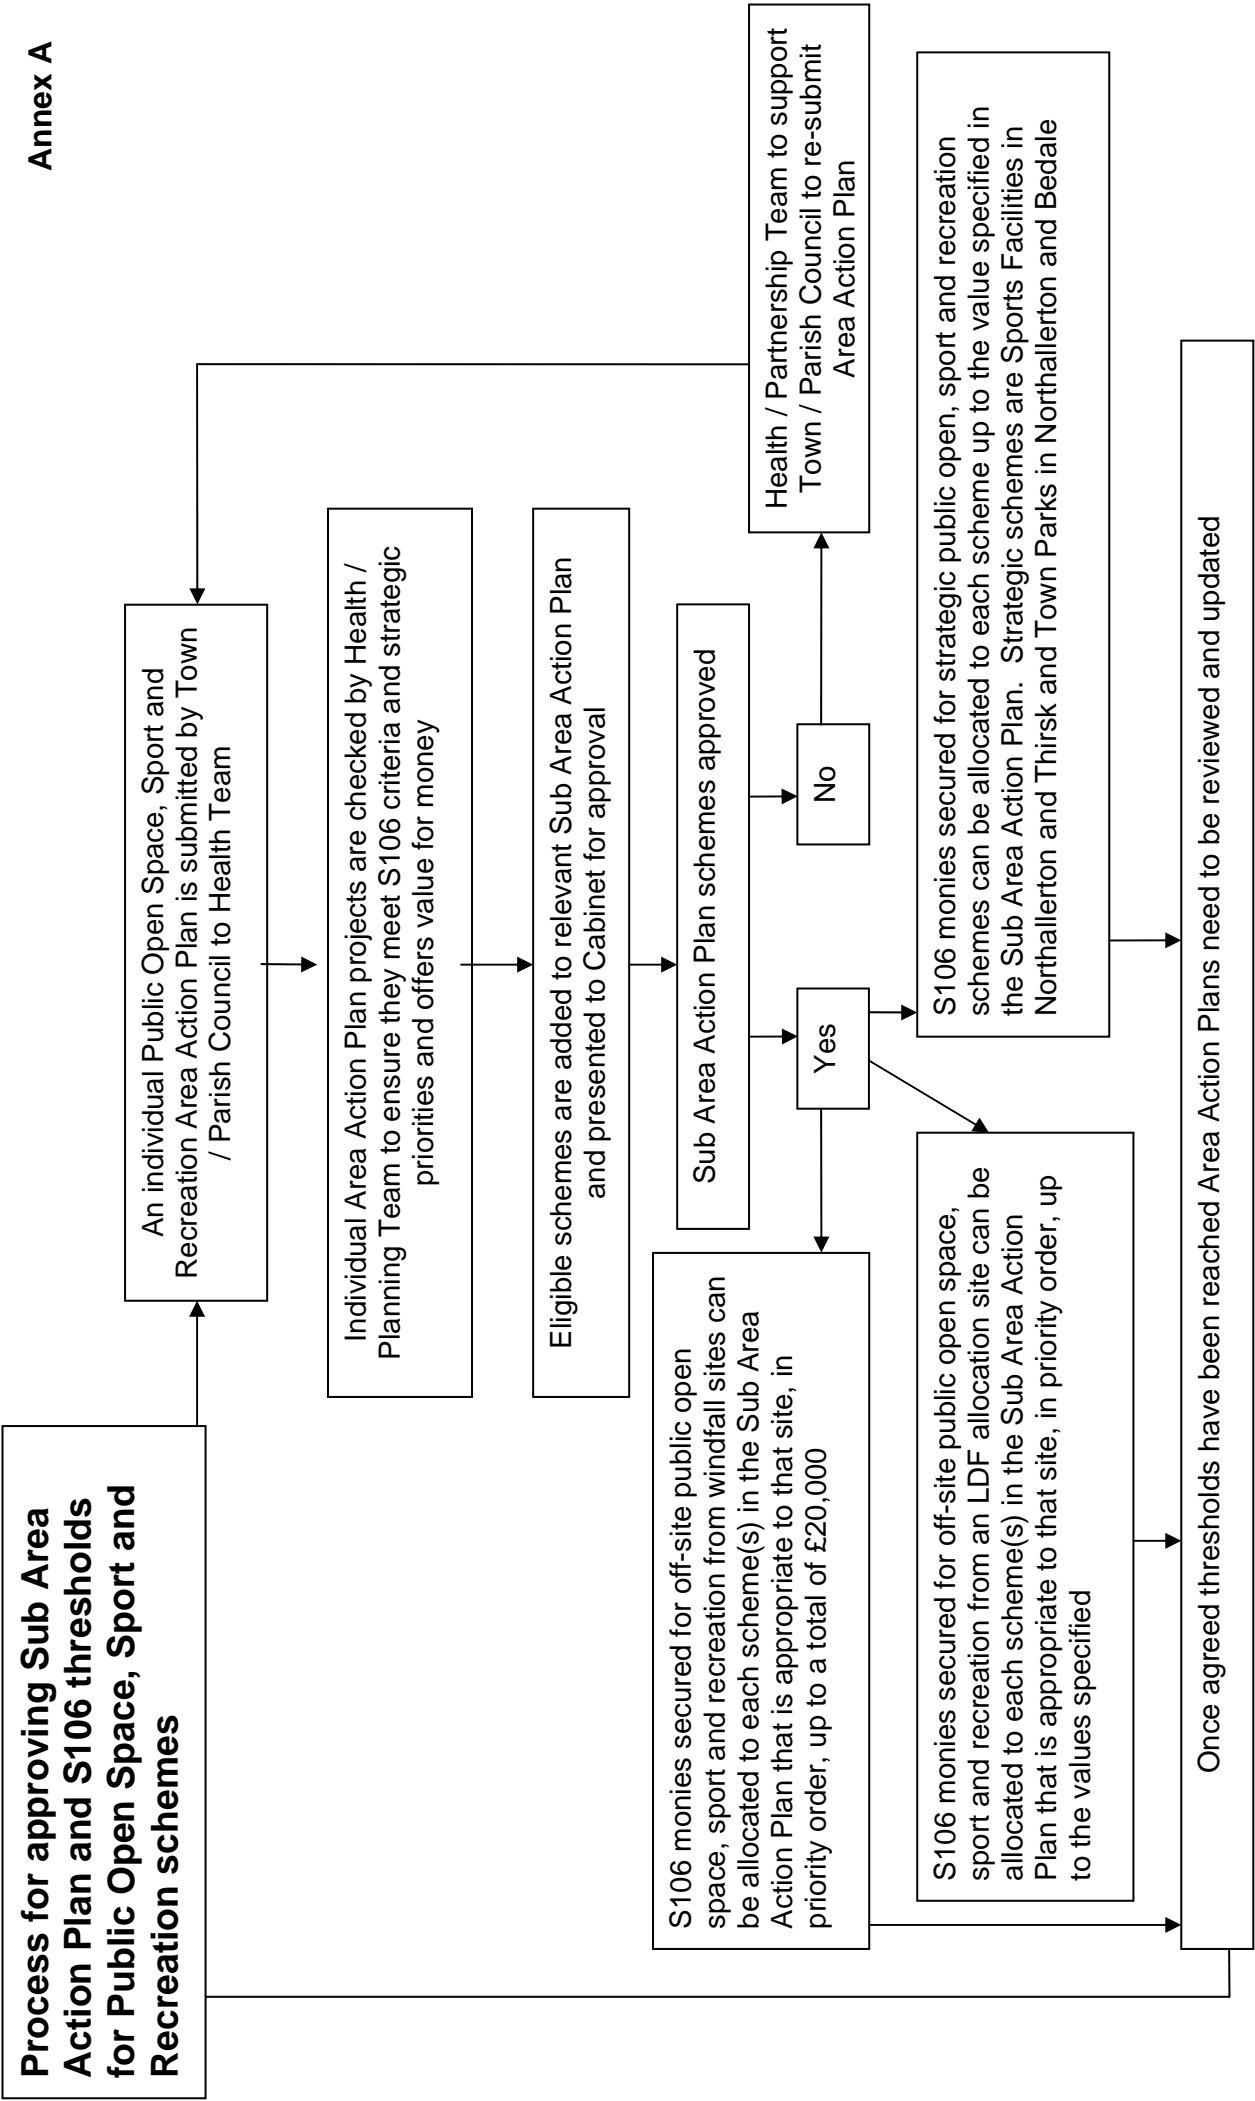 Annex A
Process for approving Sub Area
Action Plan and S106 thresholds
for Public Open Space, Sport and
Recreation schemes
An individual Public Open Space, Sport and
Recreation Area Action Plan is submitted by Town
/ Parish Council to Health Team
Individual Area Action Plan projects are checked by Health /
Planning Team to ensure they meet S106 criteria and strategic
priorities and offers value for money
Eligible schemes are added to relevant Sub Area Action Plan
and presented to Cabinet for approval
Sub Area Action Plan schemes approved
Yes
No
Health / Partnership Team to support
Town / Parish Council to re-submit
Area Action Plan
S106 monies secured for off-site public open
space, sport and recreation from windfall sites can
be allocated to each scheme(s) in the Sub Area
Action Plan that is appropriate to that site, in
priority order, up to a total of £20,000
S106 monies secured for off-site public open space,
sport and recreation from an LDF allocation site can be
allocated to each scheme(s) in the Sub Area Action
Plan that is appropriate to that site, in priority order, up
to the values specified
S106 monies secured for strategic public open, sport and recreation
schemes can be allocated to each scheme up to the value specified in
the Sub Area Action Plan.  Strategic schemes are Sports Facilities in
Northallerton and Thirsk and Town Parks in Northallerton and Bedale
Once agreed thresholds have been reached Area Action Plans need to be reviewed and updated